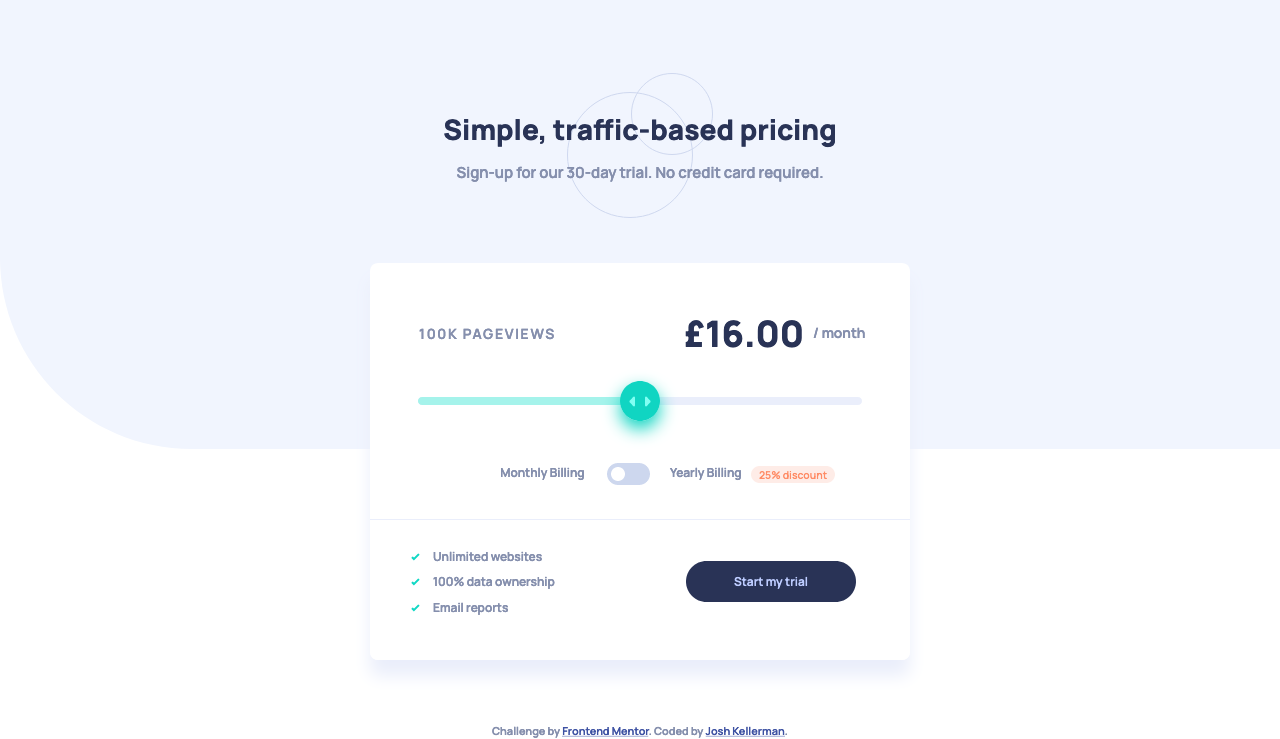 Simple, traffic-based pricing
Sign-up for our 30-day trial. No credit card required.
100K PAGEVIEWS £16.00 / month
Monthly Billing Yearly Billing 25% discount
Unlimited websites
100% data ownership
Email reports
Start my trial
Challenge by Frontend Mentor. Coded by Josh Kellerman.